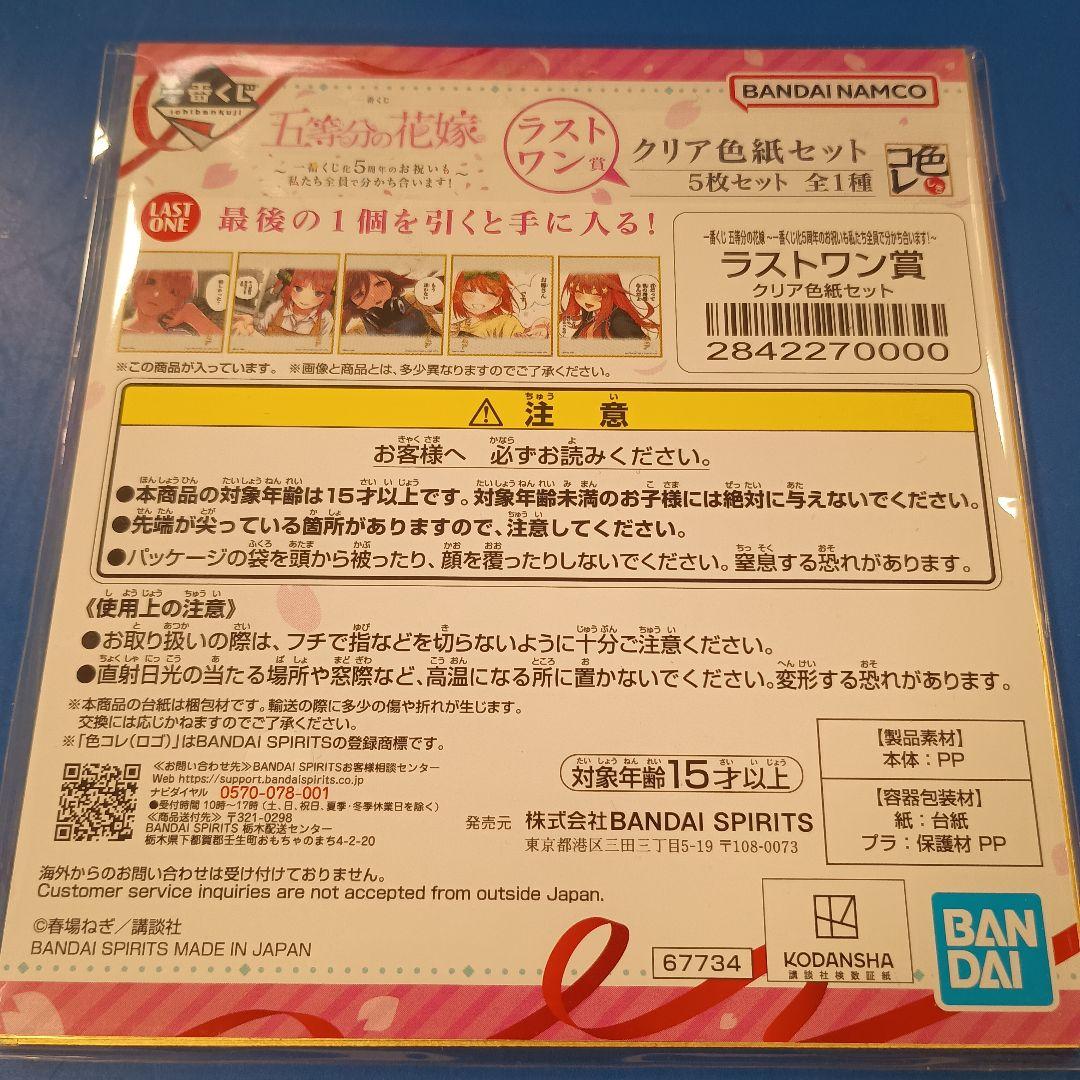 一番くじ
ichibankuji
一番くじ
五等分の花嫁
～一番くじ化5周年のお祝いも
私たち全員で分かち合います!～
ラスト
ワン賞
BANDAI NAMCO
クリア色紙セット
5枚セット 全1種
色
コレ
LAST
ONE
最後の1個を引くと手に入る!
一番くじ 五等分の花嫁 ～一番くじ化5周年のお祝いも私たち全員で分かち合います!～
ラストワン賞
クリア色紙セット
2842270000
※この商品が入っています。 ※画像と商品とは、多少異なりますのでご了承ください。
注意
お客様へ 必ずお読みください。
●本商品の対象年齢は15才以上です。対象年齢未満のお子様には絶対に与えないでください。
●先端が尖っている箇所がありますので、注意してください。
●パッケージの袋を頭から被ったり、顔を覆ったりしないでください。窒息する恐れがあります。
《使用上の注意》
●お取り扱いの際は、フチで指などを切らないように十分ご注意ください。
●直射日光の当たる場所や窓際など、高温になる所に置かないでください。変形する恐れがあります。
※本商品の台紙は梱包材です。輸送の際に多少の傷や折れが生じます。
交換には応じかねますのでご了承ください。
※「色コレ(ロゴ)」はBANDAI SPIRITSの登録商標です。
≪お問い合わせ先≫BANDAI SPIRITSお客様相談センター
Web https://support.bandaispirits.co.jp
ナビダイヤル 0570-078-001
●受付時間 10時～17時(土、日、祝日、夏季・冬季休業日を除く)
≪商品送付先≫〒321-0298
BANDAI SPIRITS 栃木配送センター
栃木県下都賀郡壬生町おもちゃのまち4-2-20
対象年齢15才以上
発売元 株式会社BANDAI SPIRITS
東京都港区三田三丁目5-19 〒108-0073
【製品素材】
本体:PP
【容器包装材】
紙:台紙
プラ:保護材 PP
海外からのお問い合わせは受け付けておりません。
Customer service inquiries are not accepted from outside Japan.
©春場ねぎ/講談社
BANDAI SPIRITS MADE IN JAPAN
67734
KODANSHA
講談社検数証紙
BAN
DAI